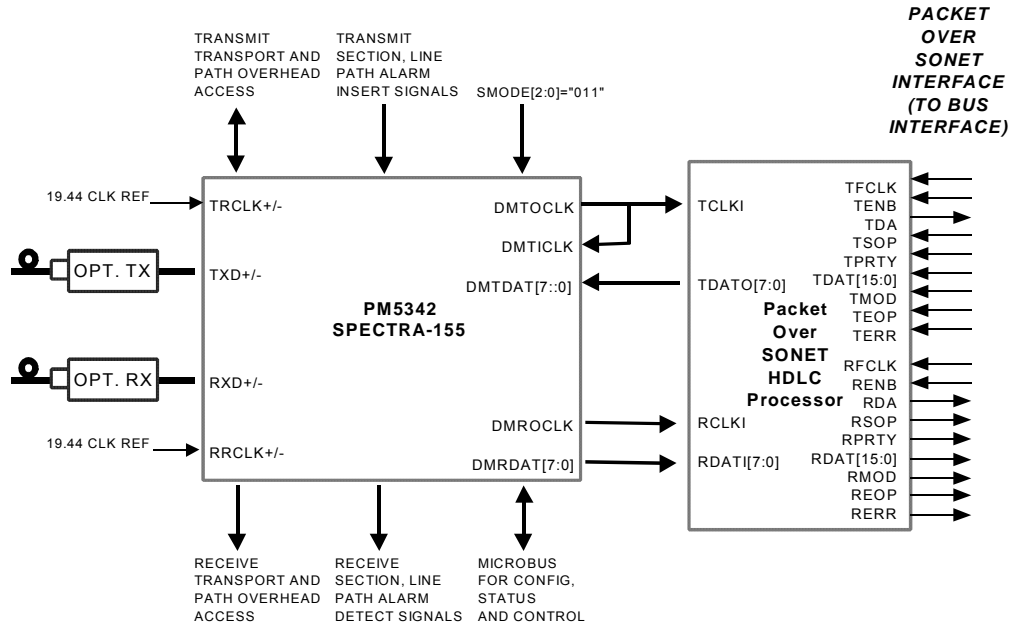 PACKET
OVER
SONET
INTERFACE
(TO BUS
INTERFACE)
TRANSMIT
TRANSPORT AND
PATH OVERHEAD
ACCESS
TRANSMIT
SECTION, LINE
PATH ALARM
INSERT SIGNALS
SMODE[2:0]="011"
19.44 CLK REF
TRCLK+/-
OPT. TX
TXD+/-
OPT. RX
RXD+/-
19.44 CLK REF
RRCLK+/-
PM5342
SPECTRA-155
DMTOCLK
DMTICLK
DMTDAT[7::0]
DMROCLK
DMRDAT[7:0]
TCLKI
TDATO[7:0]
Packet
Over
SONET
HDLC
Processor
RCLKI
RDATI[7:0]
TFCLK
TENB
TDA
TSOP
TPRTY
TDAT[15:0]
TMOD
TEOP
TERR
RFCLK
RENB
RDA
RSOP
RPRTY
RDAT[15:0]
RMOD
REOP
RERR
RECEIVE
TRANSPORT AND
PATH OVERHEAD
ACCESS
RECEIVE
SECTION, LINE
PATH ALARM
DETECT SIGNALS
MICROBUS
FOR CONFIG,
STATUS
AND CONTROL